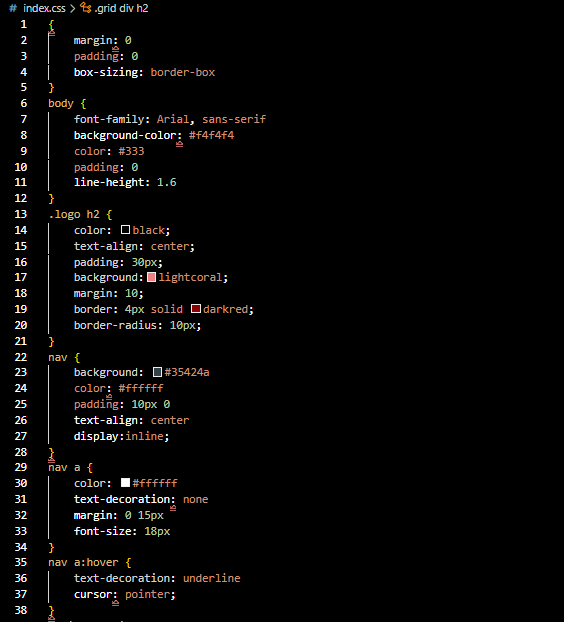 # index.css > .grid div h2
1 {
2 margin: 0
3 padding: 0
4 box-sizing: border-box
5 }
6 body {
7 font-family: Arial, sans-serif
8 background-color: #f4f4f4
9 color: #333
10 padding: 0
11 line-height: 1.6
12 }
13 .logo h2 {
14 color: black;
15 text-align: center;
16 padding: 30px;
17 background: lightcoral;
18 margin: 10;
19 border: 4px solid darkred;
20 border-radius: 10px;
21 }
22 nav {
23 background: #35424a
24 color: #ffffff
25 padding: 10px 0
26 text-align: center
27 display:inline;
28 }
29 nav a {
30 color: #ffffff
31 text-decoration: none
32 margin: 0 15px
33 font-size: 18px
34 }
35 nav a:hover {
36 text-decoration: underline
37 cursor: pointer;
38 }